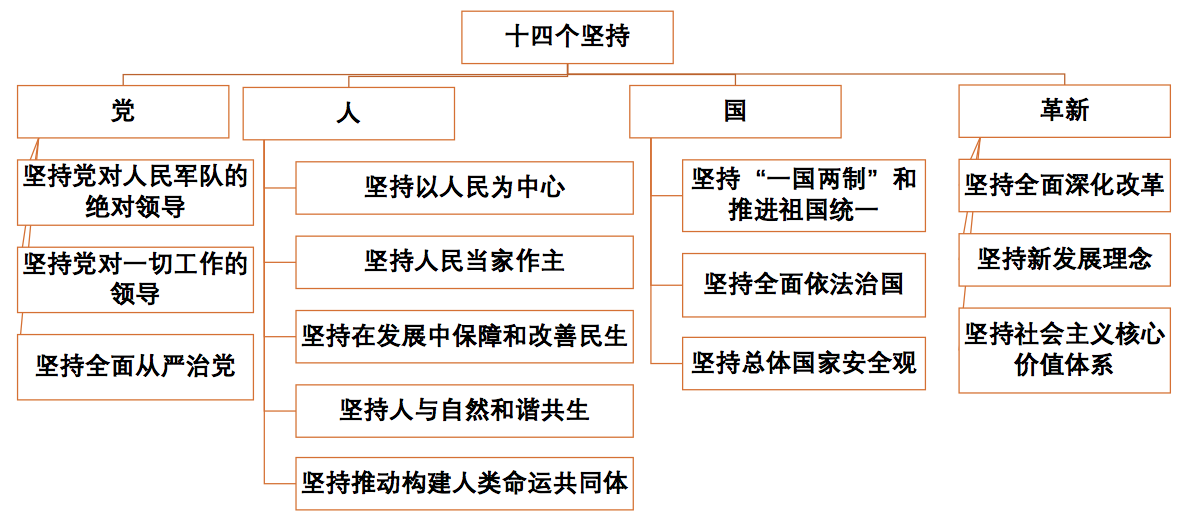 十四个坚持
党
坚持党对人民军队的
绝对领导
坚持党对一切工作的
领导
坚持全面从严治党
人
坚持以人民为中心
坚持人民当家作主
坚持在发展中保障和改善民生
坚持人与自然和谐共生
坚持推动构建人类命运共同体
国
坚持“一国两制”和
推进祖国统一
坚持全面依法治国
坚持总体国家安全观
革新
坚持全面深化改革
坚持新发展理念
坚持社会主义核心
价值体系